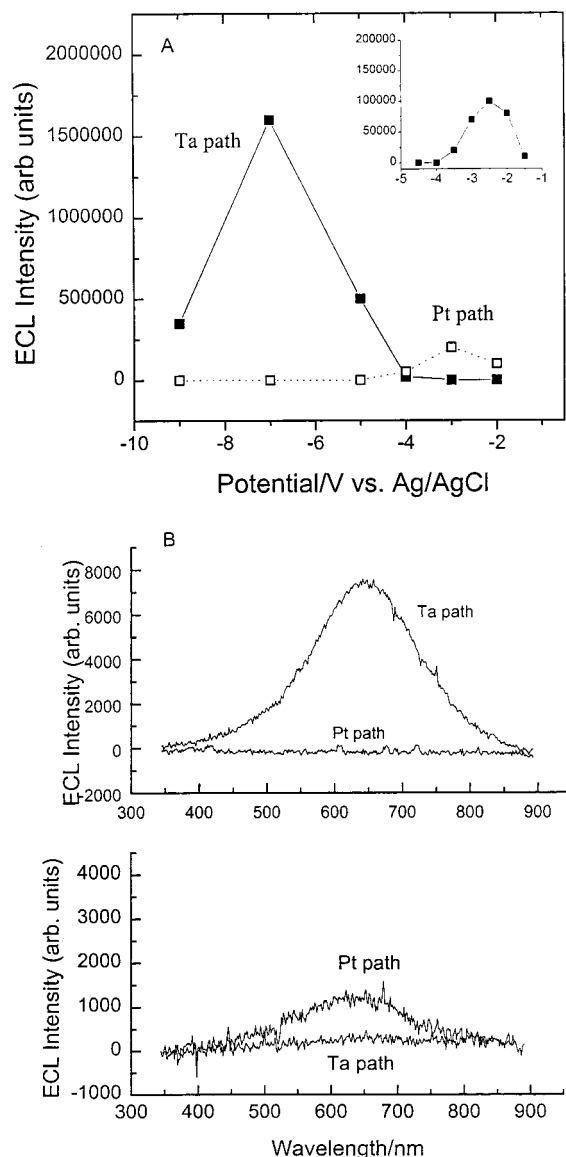 A
2000000
1500000
1000000
500000
0
ECL Intensity (arb units)
Ta path
Pt path
200000
150000
100000
50000
0
-5 -4 -3 -2 -1
-10 -8 -6 -4 -2
Potential/V vs. Ag/AgCl
B
8000
6000
4000
2000
0
-2000
ECL Intensity (arb. units)
Ta path
Pt path
300 400 500 600 700 800 900
4000
3000
2000
1000
0
-1000
ECL Intensity (arb. units)
Pt path
Ta path
300 400 500 600 700 800 900
Wavelength/nm